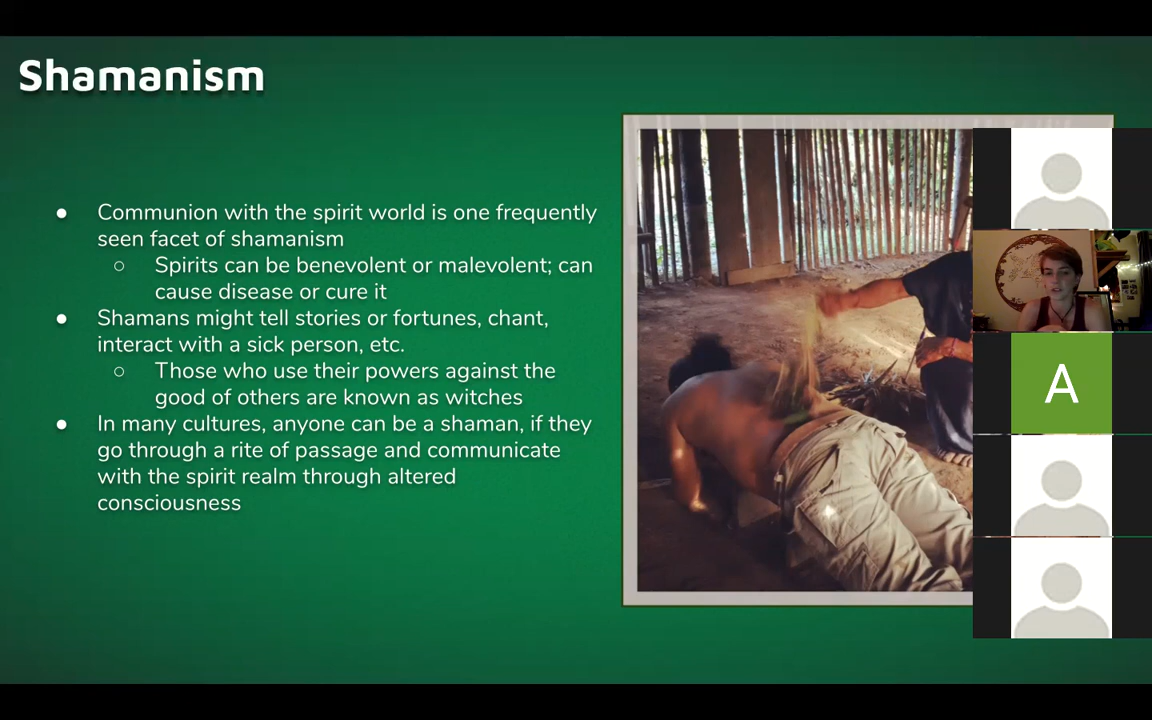 Shamanism
● Communion with the spirit world is one frequently
seen facet of shamanism
○ Spirits can be benevolent or malevolent; can
cause disease or cure it
● Shamans might tell stories or fortunes, chant,
interact with a sick person, etc.
○ Those who use their powers against the
good of others are known as witches
● In many cultures, anyone can be a shaman, if they
go through a rite of passage and communicate
with the spirit realm through altered
consciousness
A